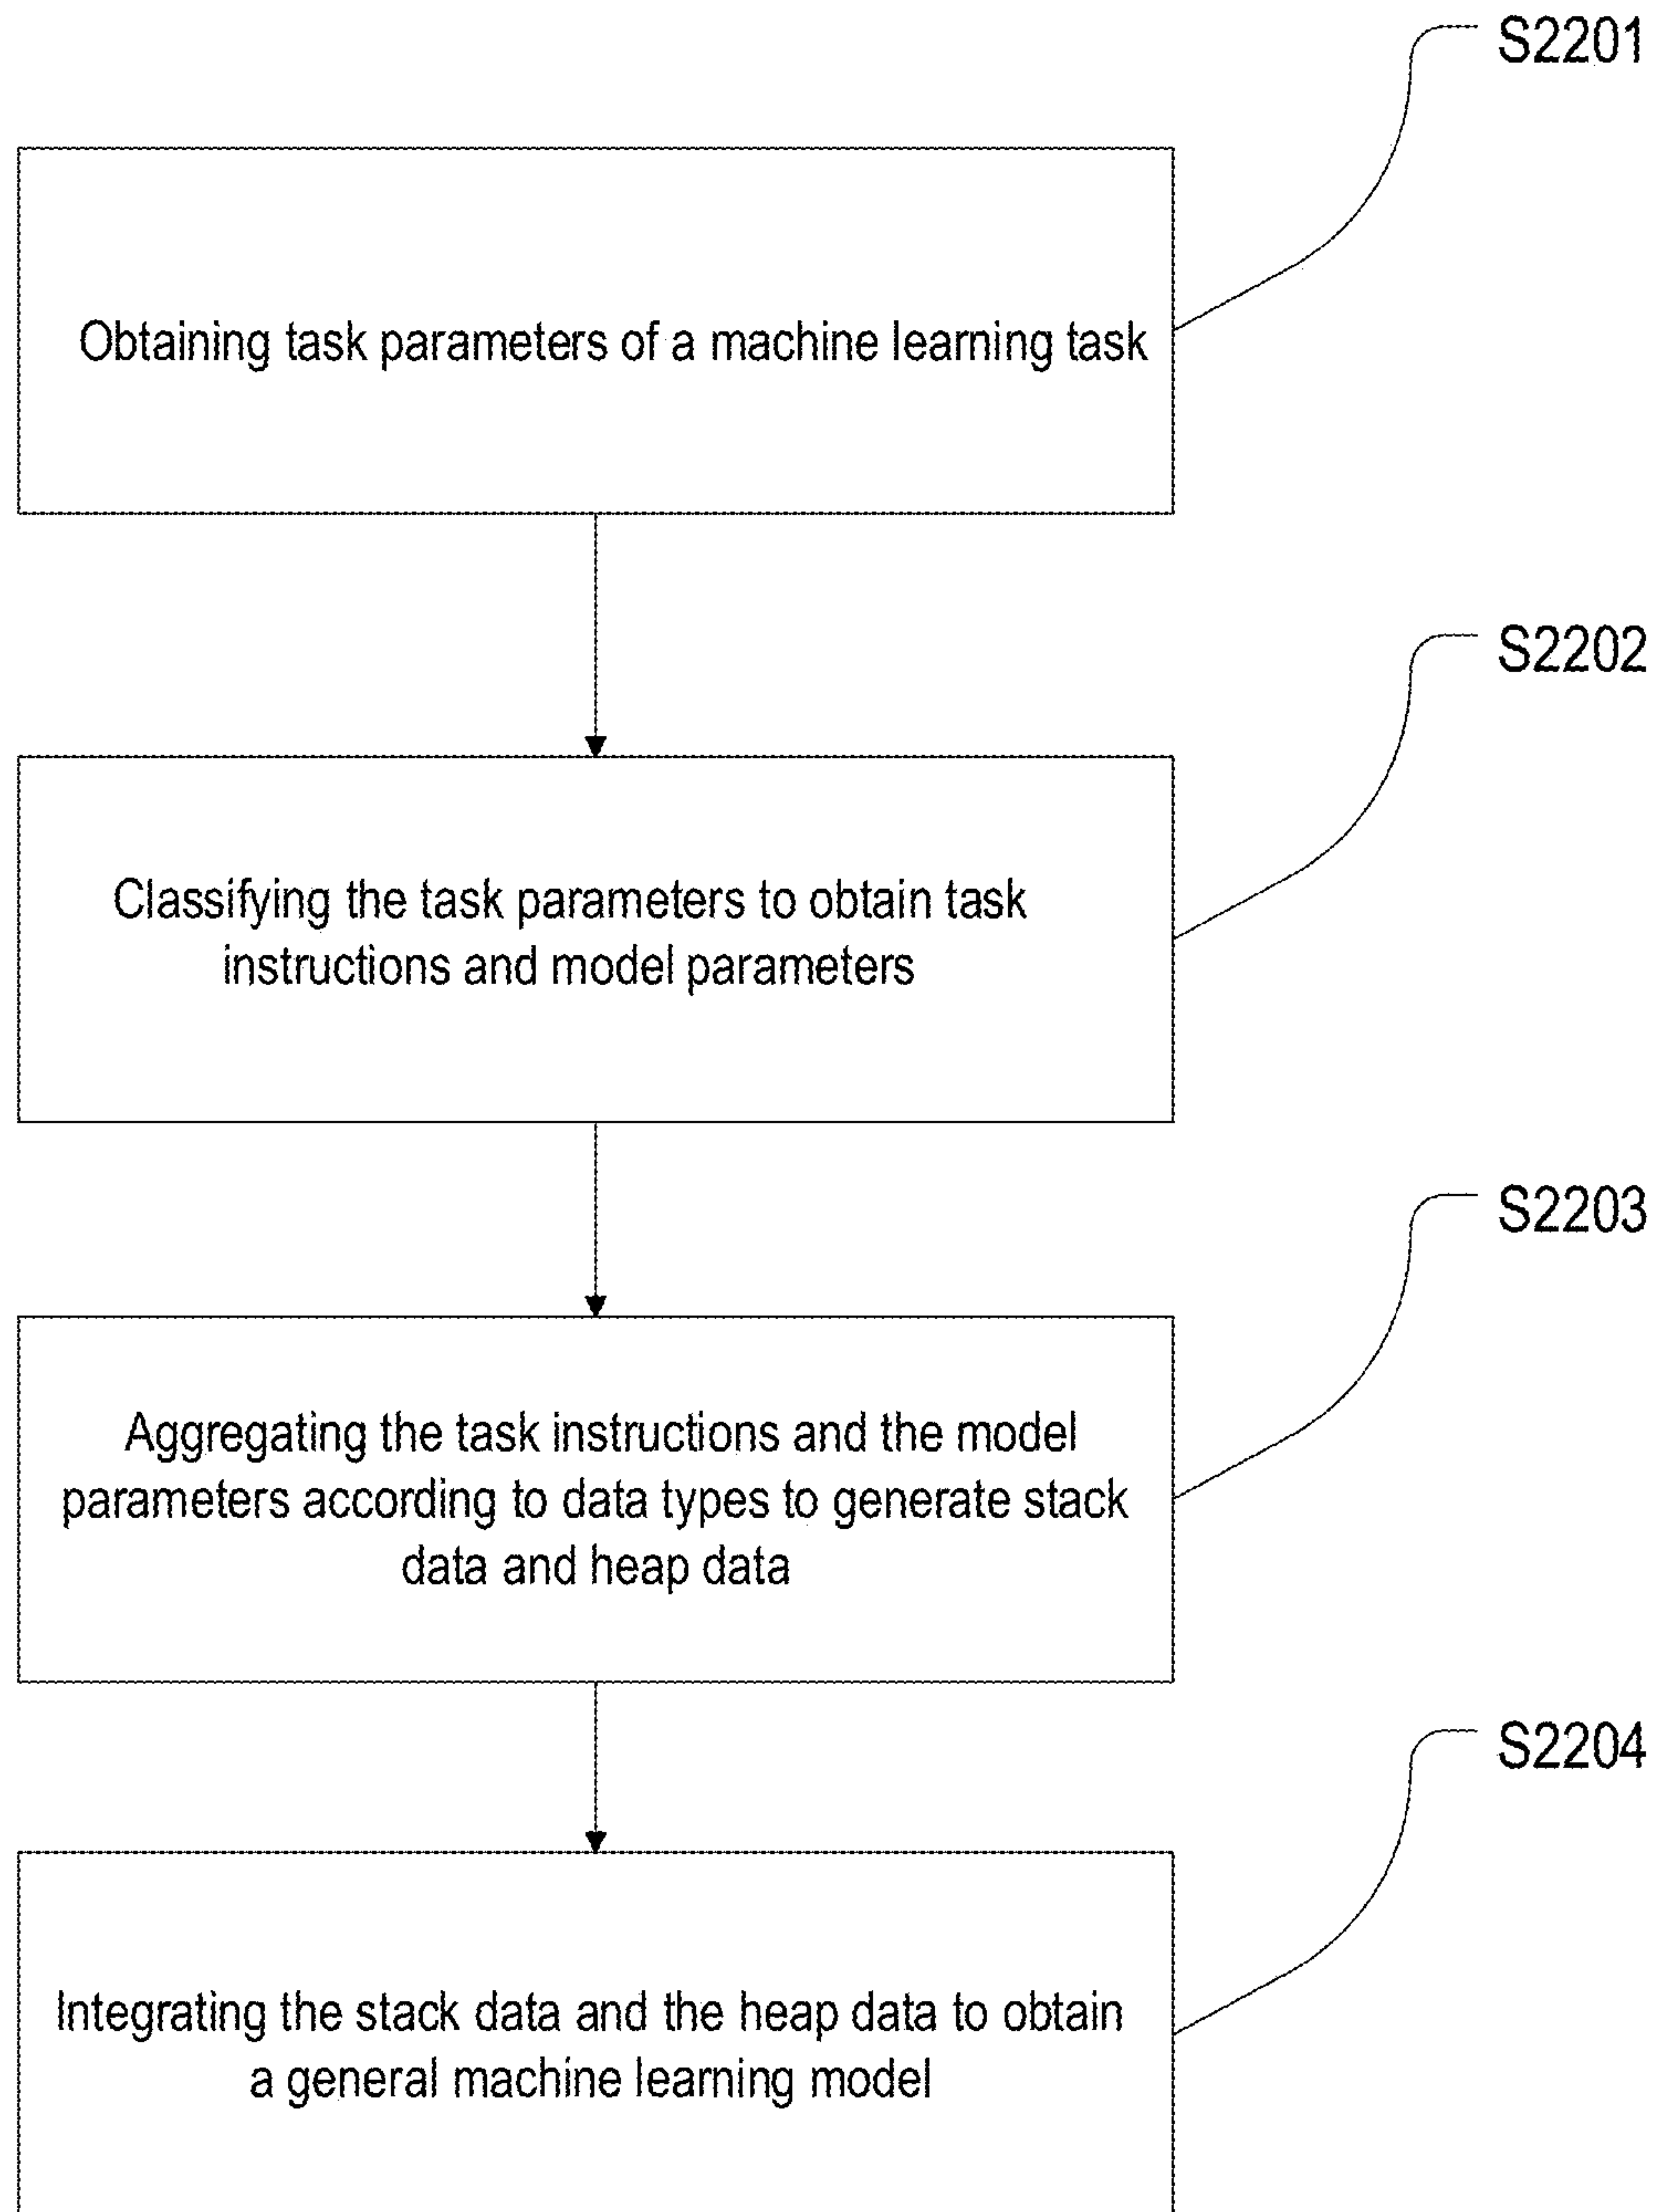 S2201
Obtaining task parameters of a machine learning task
S2202
Classifying the task parameters to obtain task
instructions and model parameters
S2203
Aggregating the task instructions and the model
parameters according to data types to generate stack
data and heap data
S2204
Integrating the stack data and the heap data to obtain
a general machine learning model